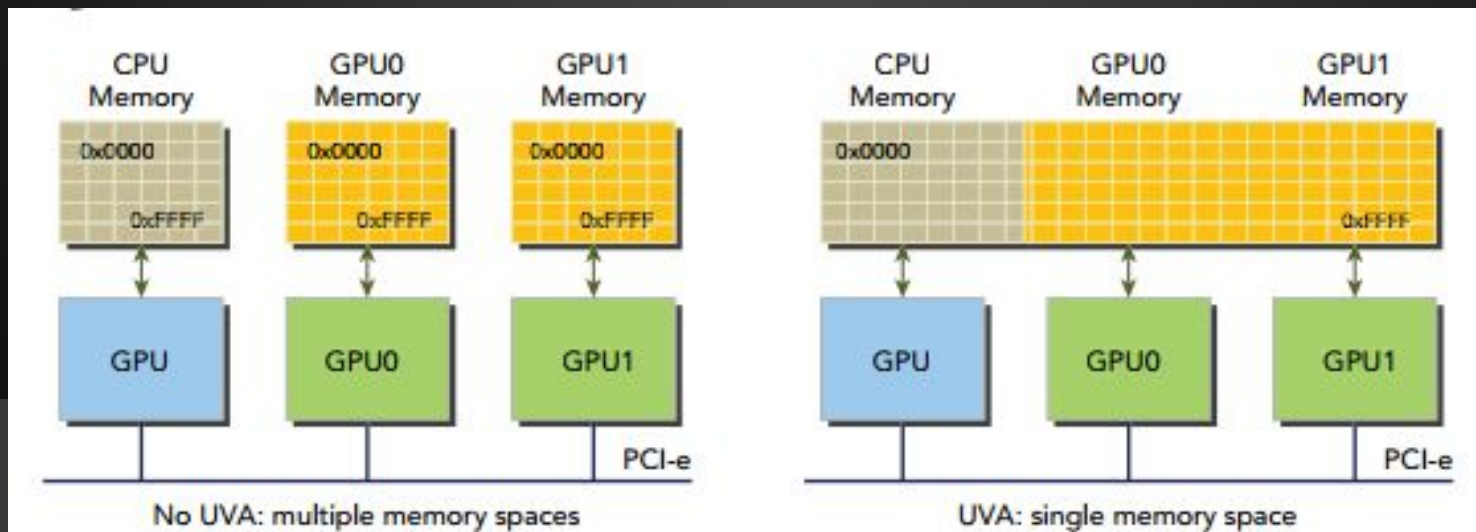 CPU
Memory
GPU0
Memory
GPU1
Memory
0x0000
0xFFFF
0x0000
0xFFFF
0x0000
0xFFFF
GPU
GPU0
GPU1
PCI-e
No UVA: multiple memory spaces
CPU
Memory
GPU0
Memory
GPU1
Memory
0x0000
0xFFFF
GPU
GPU0
GPU1
PCI-e
UVA: single memory space